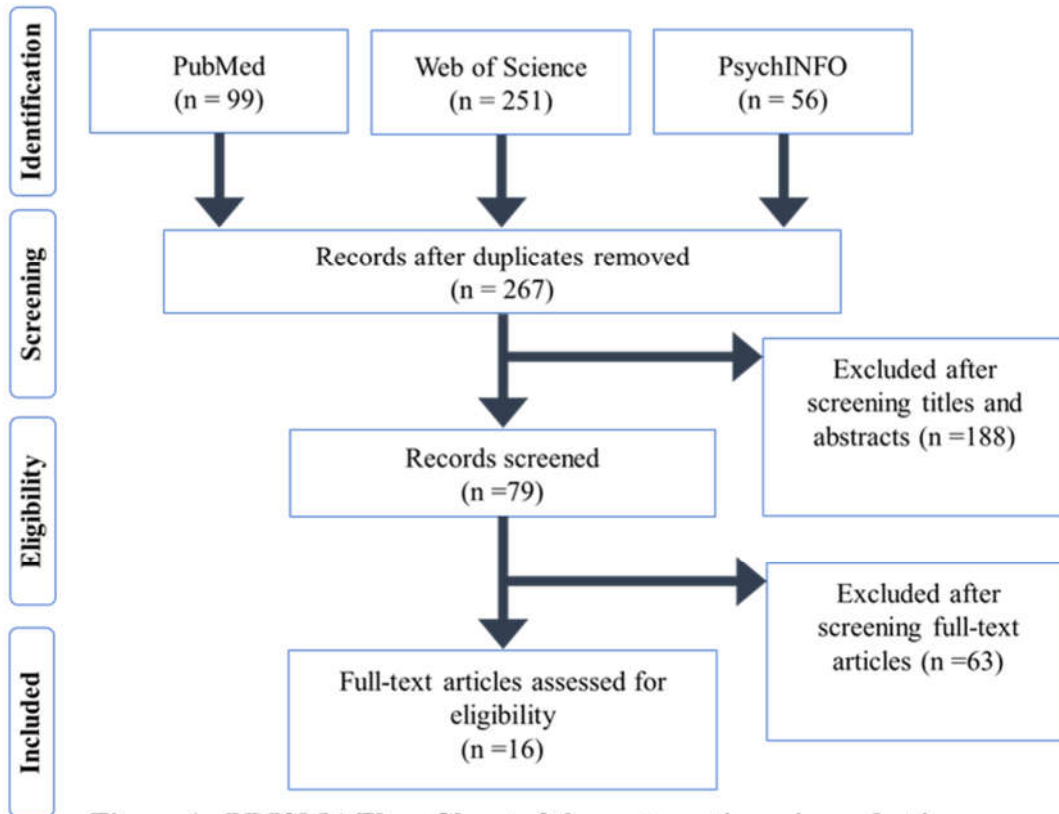 Identification
PubMed
(n = 99)
Web of Science
(n = 251)
PsychINFO
(n = 56)
Screening
Records after duplicates removed
(n = 267)
Excluded after
screening titles and
abstracts (n =188)
Eligibility
Records screened
(n =79)
Excluded after
screening full-text
articles (n =63)
Included
Full-text articles assessed for
eligibility
(n =16)